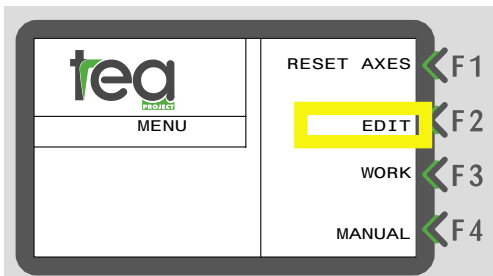 tea
PROJECT
MENU
RESET AXES
F1
EDIT
F2
WORK
F3
MANUAL
F4